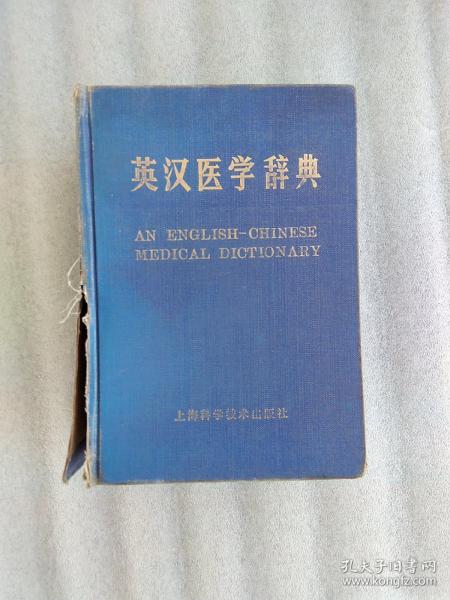 英汉医学辞典
AN ENGLISH-CHINESE
MEDICAL DICTIONARY
上海科学技术出版社
孔夫子旧书网
www.kongfz.com